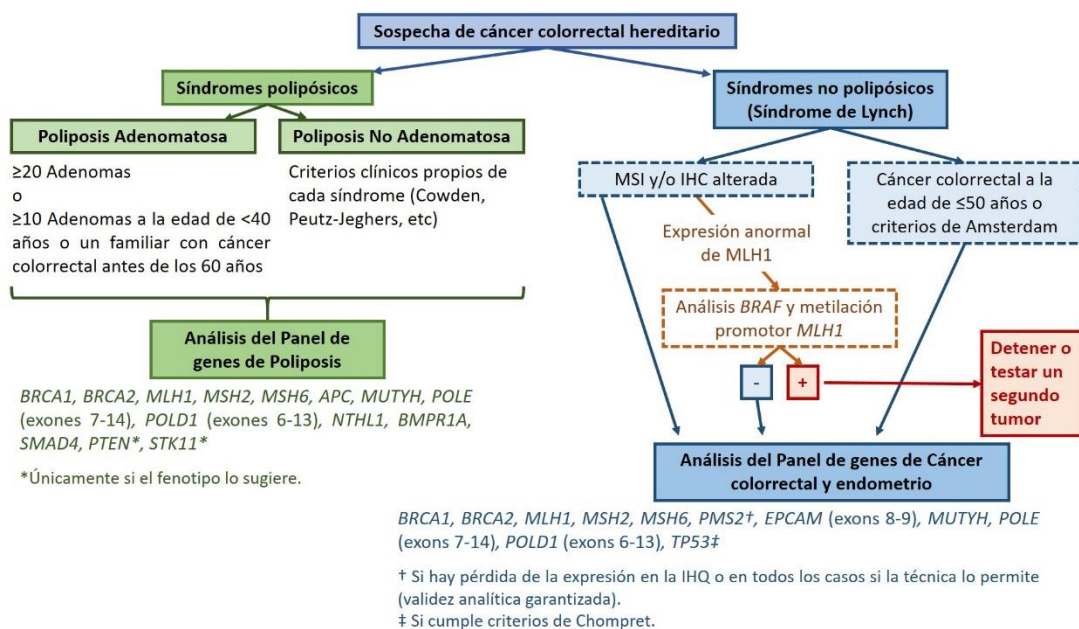 Sospecha de cáncer colorrectal hereditario
Síndromes polipósicos
Poliposis Adenomatosa
Poliposis No Adenomatosa
≥20 Adenomas
o
≥10 Adenomas a la edad de <40
años o un familiar con cáncer
colorrectal antes de los 60 años
Criterios clínicos propios de
cada síndrome (Cowden,
Peutz-Jeghers, etc)
Análisis del Panel de
genes de Poliposis
BRCA1, BRCA2, MLH1, MSH2, MSH6, APC, MUTYH, POLE
(exones 7-14), POLD1 (exones 6-13), NTHL1, BMPR1A,
SMAD4, PTEN*, STK11*
*Únicamente si el fenotipo lo sugiere.
Síndromes no polipósicos
(Síndrome de Lynch)
MSI y/o IHC alterada
Cáncer colorrectal a la
edad de ≤50 años o
criterios de Amsterdam
Expresión anormal
de MLH1
Análisis BRAF y metilación
promotor MLH1
-
+
Detener o
testar un
segundo
tumor
Análisis del Panel de genes de Cáncer
colorrectal y endometrio
BRCA1, BRCA2, MLH1, MSH2, MSH6, PMS2†, EPCAM (exons 8-9), MUTYH, POLE
(exons 7-14), POLD1 (exons 6-13), TP53‡
† Si hay pérdida de la expresión en la IHQ o en todos los casos si la técnica lo permite
(validez analítica garantizada).
‡ Si cumple criterios de Chompret.